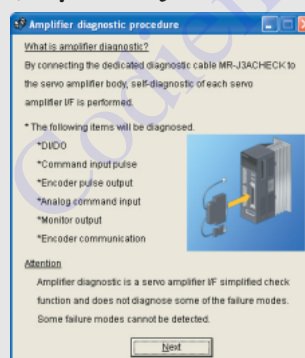 Amplifier diagnostic procedure
What is amplifier diagnostic?
By connecting the dedicated diagnostic cable MR-J3ACHECK to
the servo amplifier body, self-diagnostic of each servo
amplifier I/F is performed.
* The following items will be diagnosed.
*DI/DO
*Command input pulse
*Encoder pulse output
*Analog command input
*Monitor output
*Encoder communication
Attention
Amplifier diagnostic is a servo amplifier I/F simplified check
function and does not diagnose some of the failure modes.
Some failure modes cannot be detected.
Next